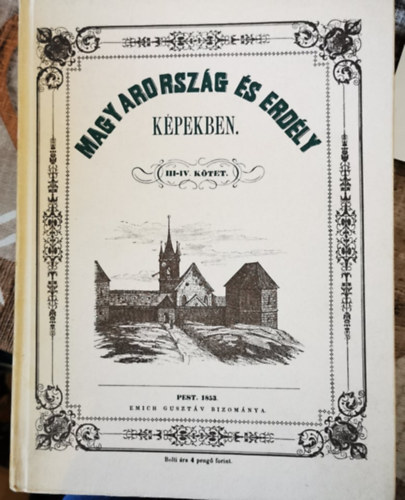 MAGYARORSZÁG ÉS ERDÉLY
KÉPEKBEN.
III-IV. KÖTET.
PEST. 1853.
EMICH GUSZTÁV BIZOMÁNYA.
Bolti ára 4 pengő forint.